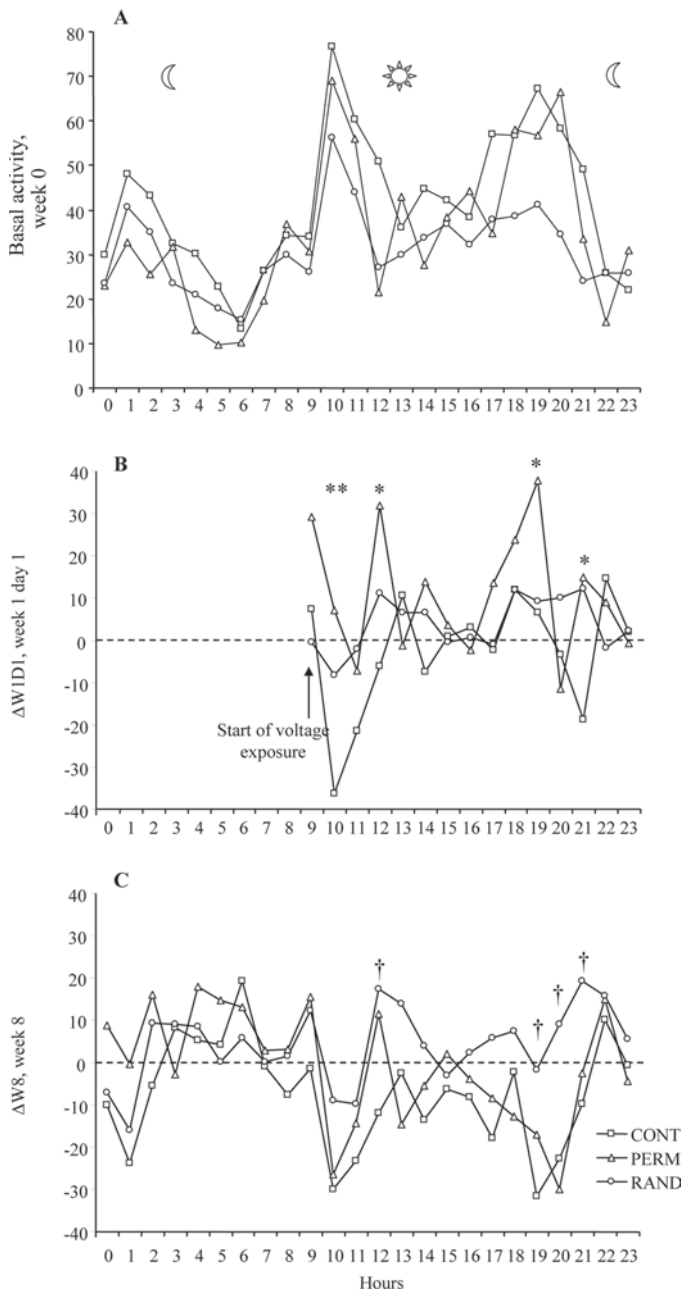 A
Basal activity,
week 0
80
70
60
50
40
30
20
10
0
0 1 2 3 4 5 6 7 8 9 10 11 12 13 14 15 16 17 18 19 20 21 22 23
B
ΔW1D1, week 1 day 1
40
30
20
10
0
-10
-20
-30
-40
** * * *
Start of voltage
exposure
0 1 2 3 4 5 6 7 8 9 10 11 12 13 14 15 16 17 18 19 20 21 22 23
C
ΔW8, week 8
40
30
20
10
0
-10
-20
-30
-40
† † † †
CONT
PERM
RAND
0 1 2 3 4 5 6 7 8 9 10 11 12 13 14 15 16 17 18 19 20 21 22 23
Hours